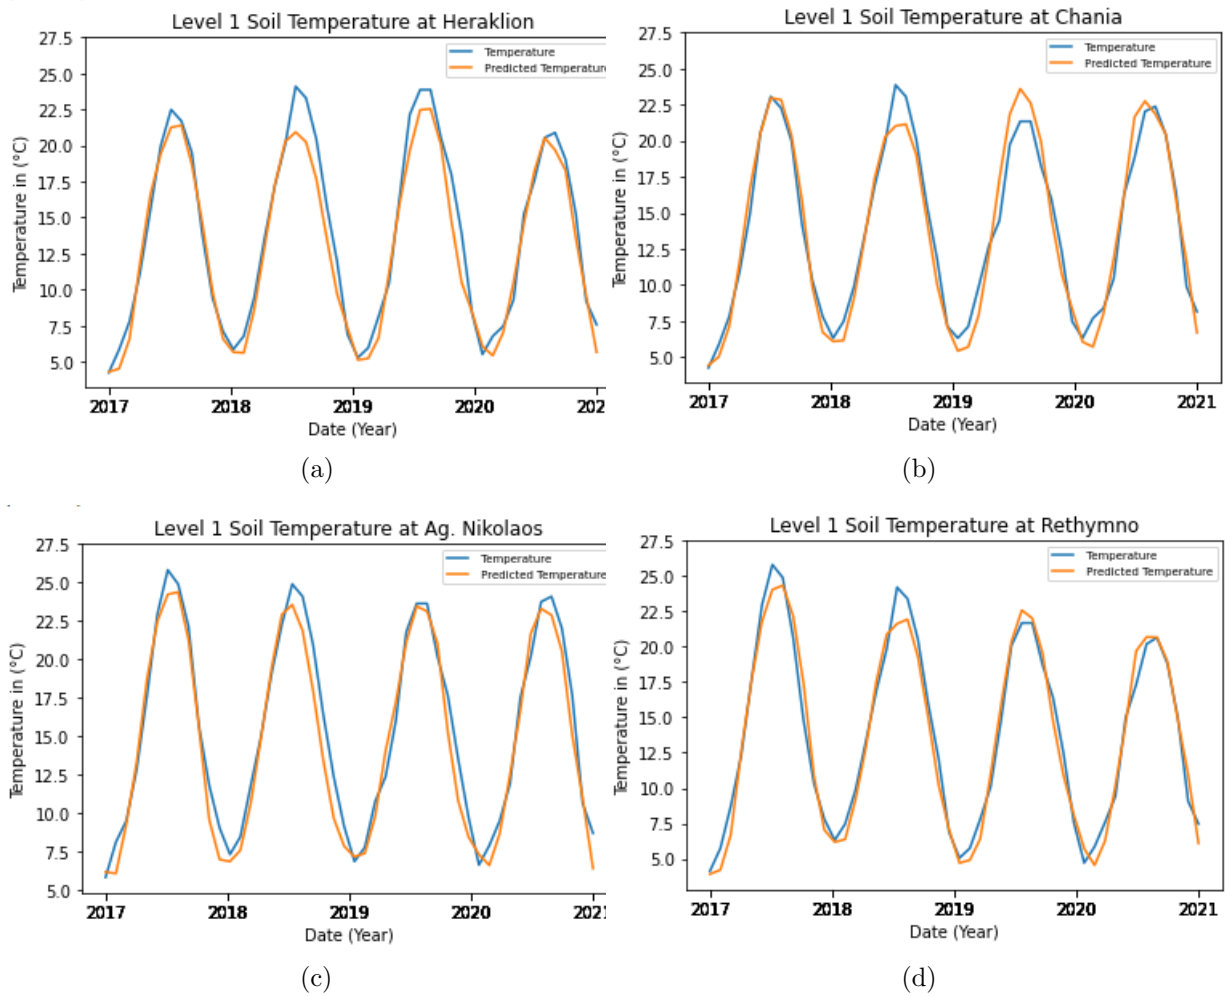 Level 1 Soil Temperature at Heraklion
Temperature
Predicted Temperature
Temperature in (°C)
27.5
25.0
22.5
20.0
17.5
15.0
12.5
10.0
7.5
5.0
2017
2018
2019
2020
202
Date (Year)
(a)
Level 1 Soil Temperature at Chania
Temperature
Predicted Temperature
Temperature in (°C)
27.5
25.0
22.5
20.0
17.5
15.0
12.5
10.0
7.5
5.0
2017
2018
2019
2020
2021
Date (Year)
(b)
Level 1 Soil Temperature at Ag. Nikolaos
Temperature
Predicted Temperature
Temperature in (°C)
27.5
25.0
22.5
20.0
17.5
15.0
12.5
10.0
7.5
5.0
2017
2018
2019
2020
2021
Date (Year)
(c)
Level 1 Soil Temperature at Rethymno
Temperature
Predicted Temperature
Temperature in (°C)
27.5
25.0
22.5
20.0
17.5
15.0
12.5
10.0
7.5
5.0
2017
2018
2019
2020
2021
Date (Year)
(d)